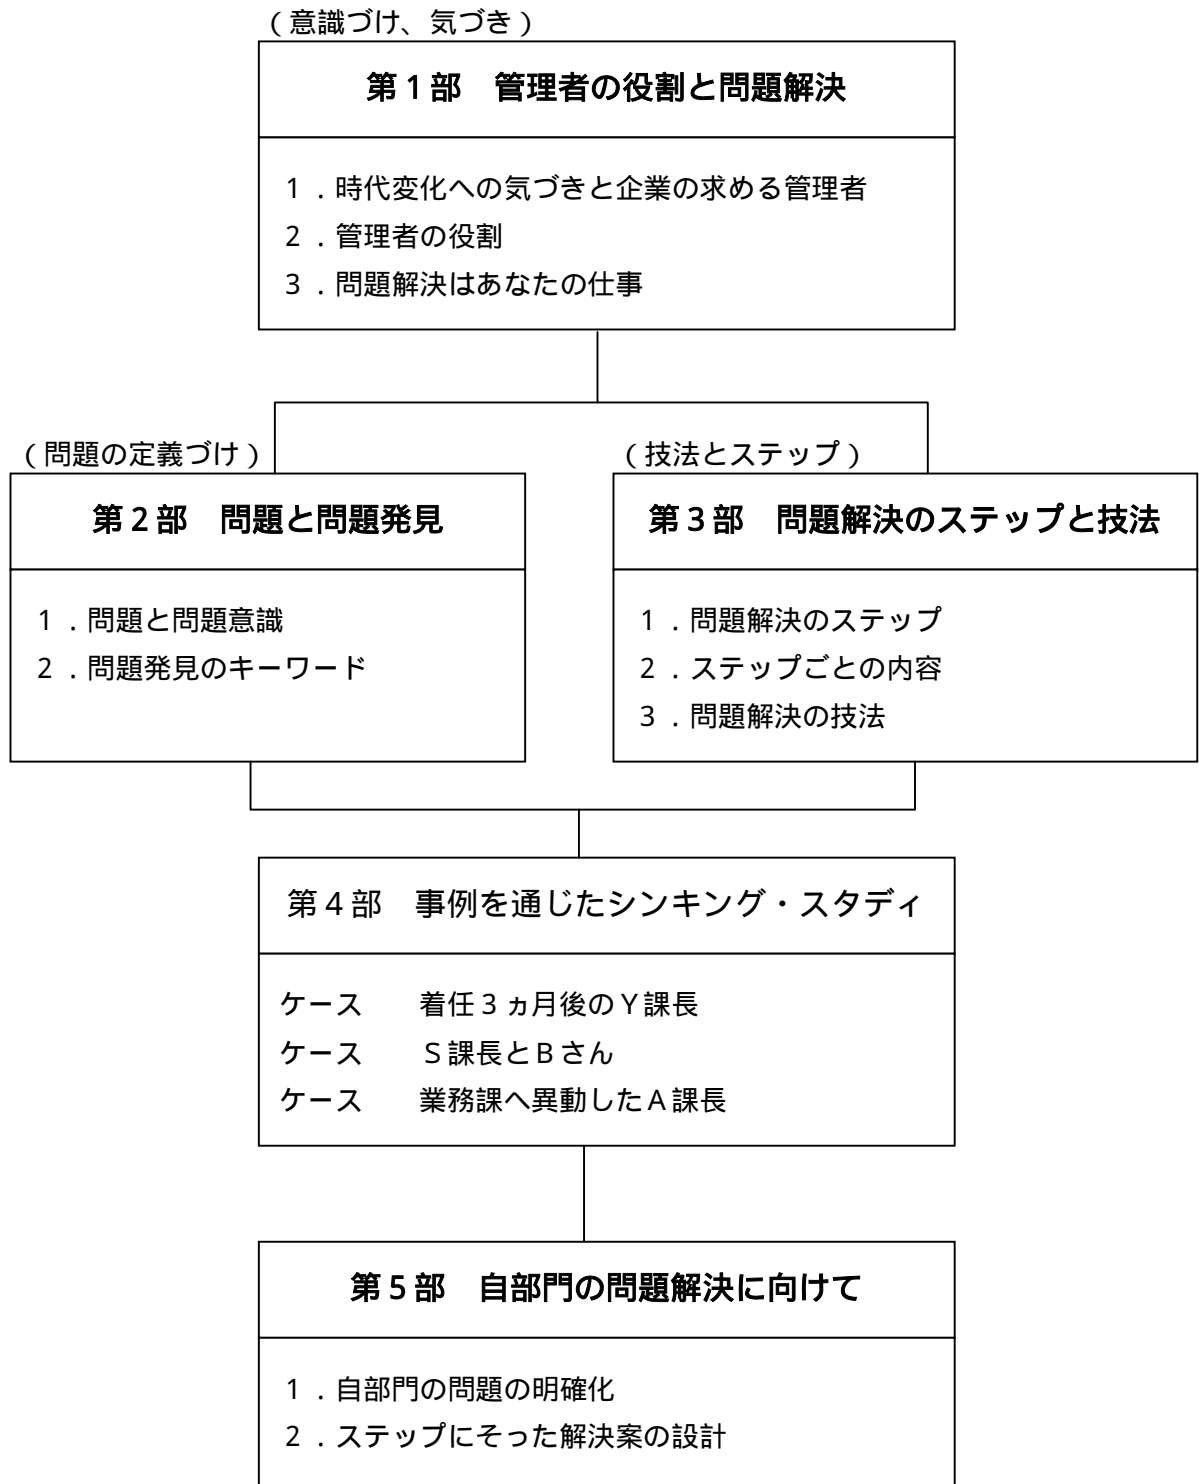 （意識づけ、気づき）
第１部　管理者の役割と問題解決
１．時代変化への気づきと企業の求める管理者
２．管理者の役割
３．問題解決はあなたの仕事
（問題の定義づけ）
第２部　問題と問題発見
１．問題と問題意識
２．問題発見のキーワード
（技法とステップ）
第３部　問題解決のステップと技法
１．問題解決のステップ
２．ステップごとの内容
３．問題解決の技法
第４部　事例を通じたシンキング・スタディ
ケース　　着任３ヵ月後のＹ課長
ケース　　Ｓ課長とＢさん
ケース　　業務課へ異動したＡ課長
第５部　自部門の問題解決に向けて
１．自部門の問題の明確化
２．ステップにそった解決案の設計